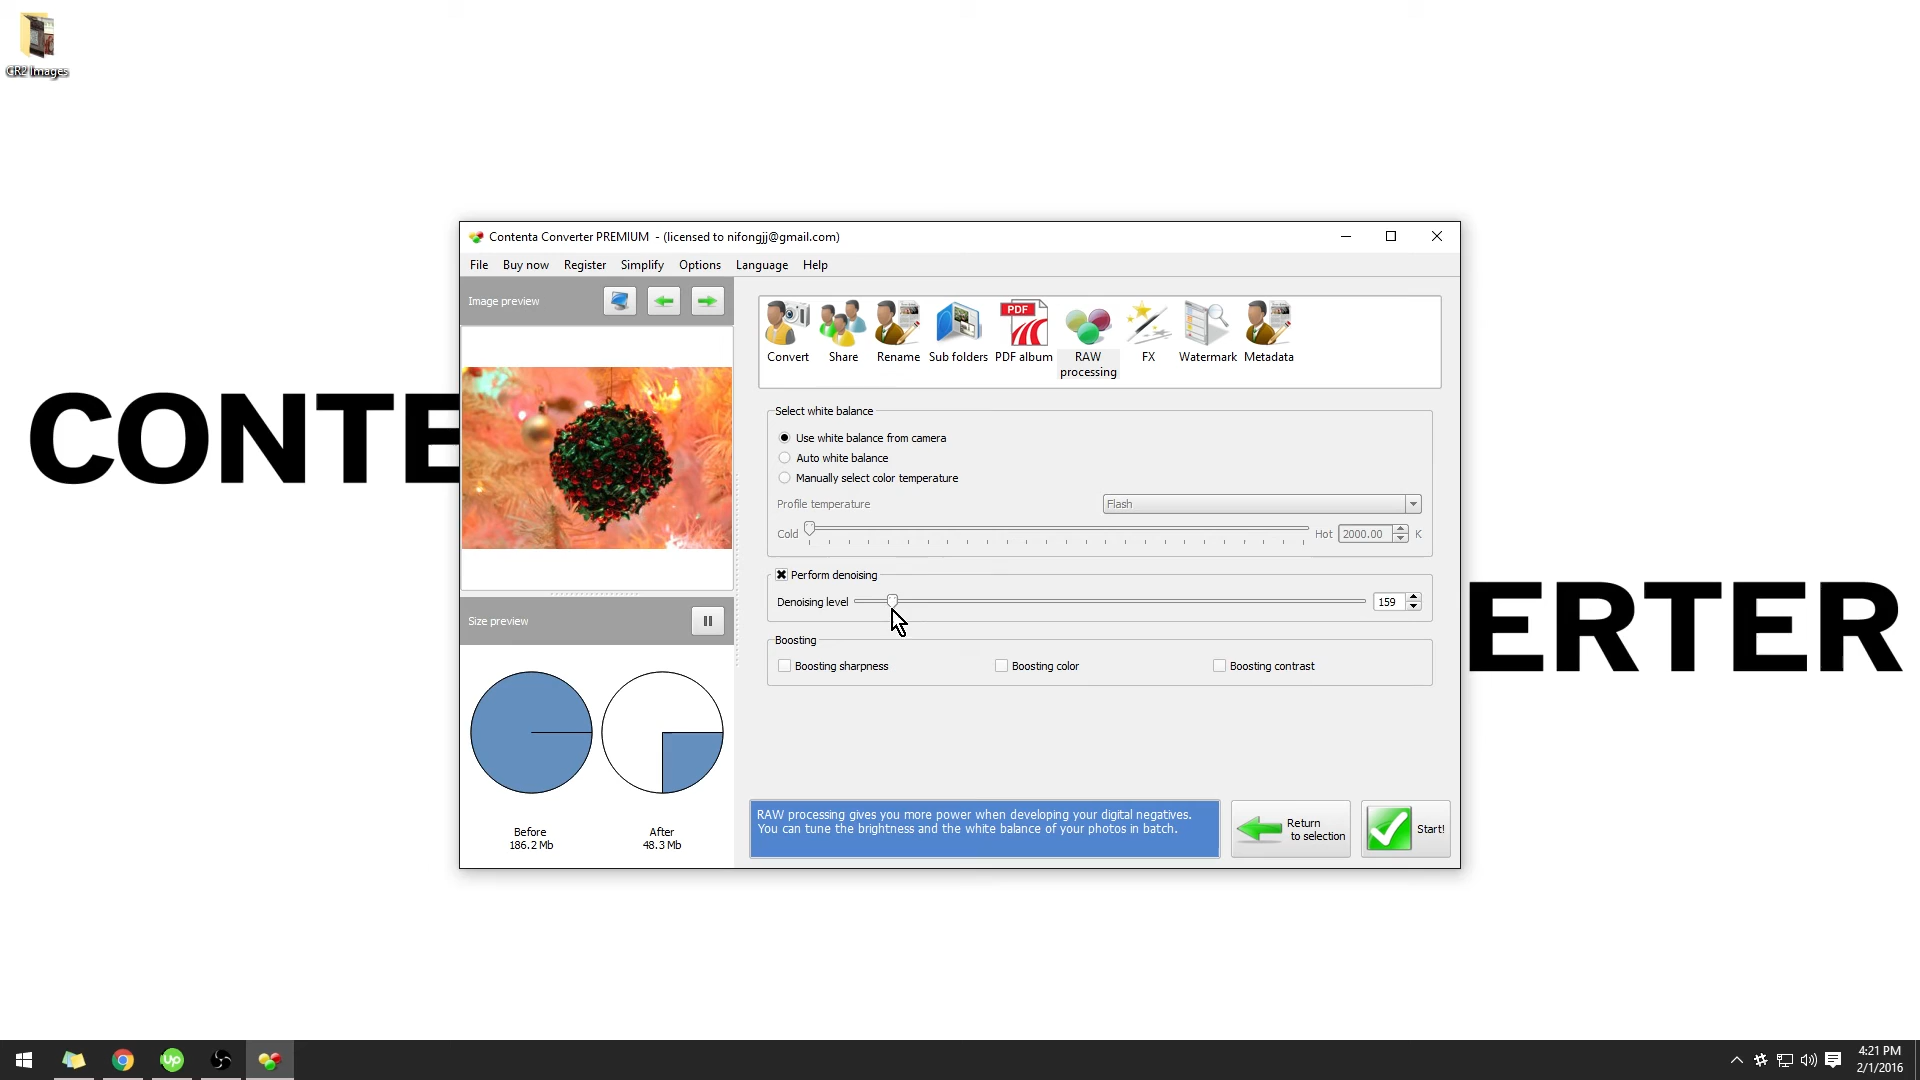 CR2 Images
CONTE
ERTER
Contenta Converter PREMIUM - (licensed to nifongjj@gmail.com)
File Buy now Register Simplify Options Language Help
Image preview
Convert Share Rename Sub folders PDF album RAW processing FX Watermark Metadata
PDF
Select white balance
Use white balance from camera
Auto white balance
Manually select color temperature
Profile temperature Flash
Cold Hot 2000.00 K
Perform denoising
Denoising level 159
Boosting
Boosting sharpness Boosting color Boosting contrast
Size preview
Before After
186.2 Mb 48.3 Mb
RAW processing gives you more power when developing your digital negatives.
You can tune the brightness and the white balance of your photos in batch.
Return
to selection
Start!
up
4:21 PM
2/1/2016